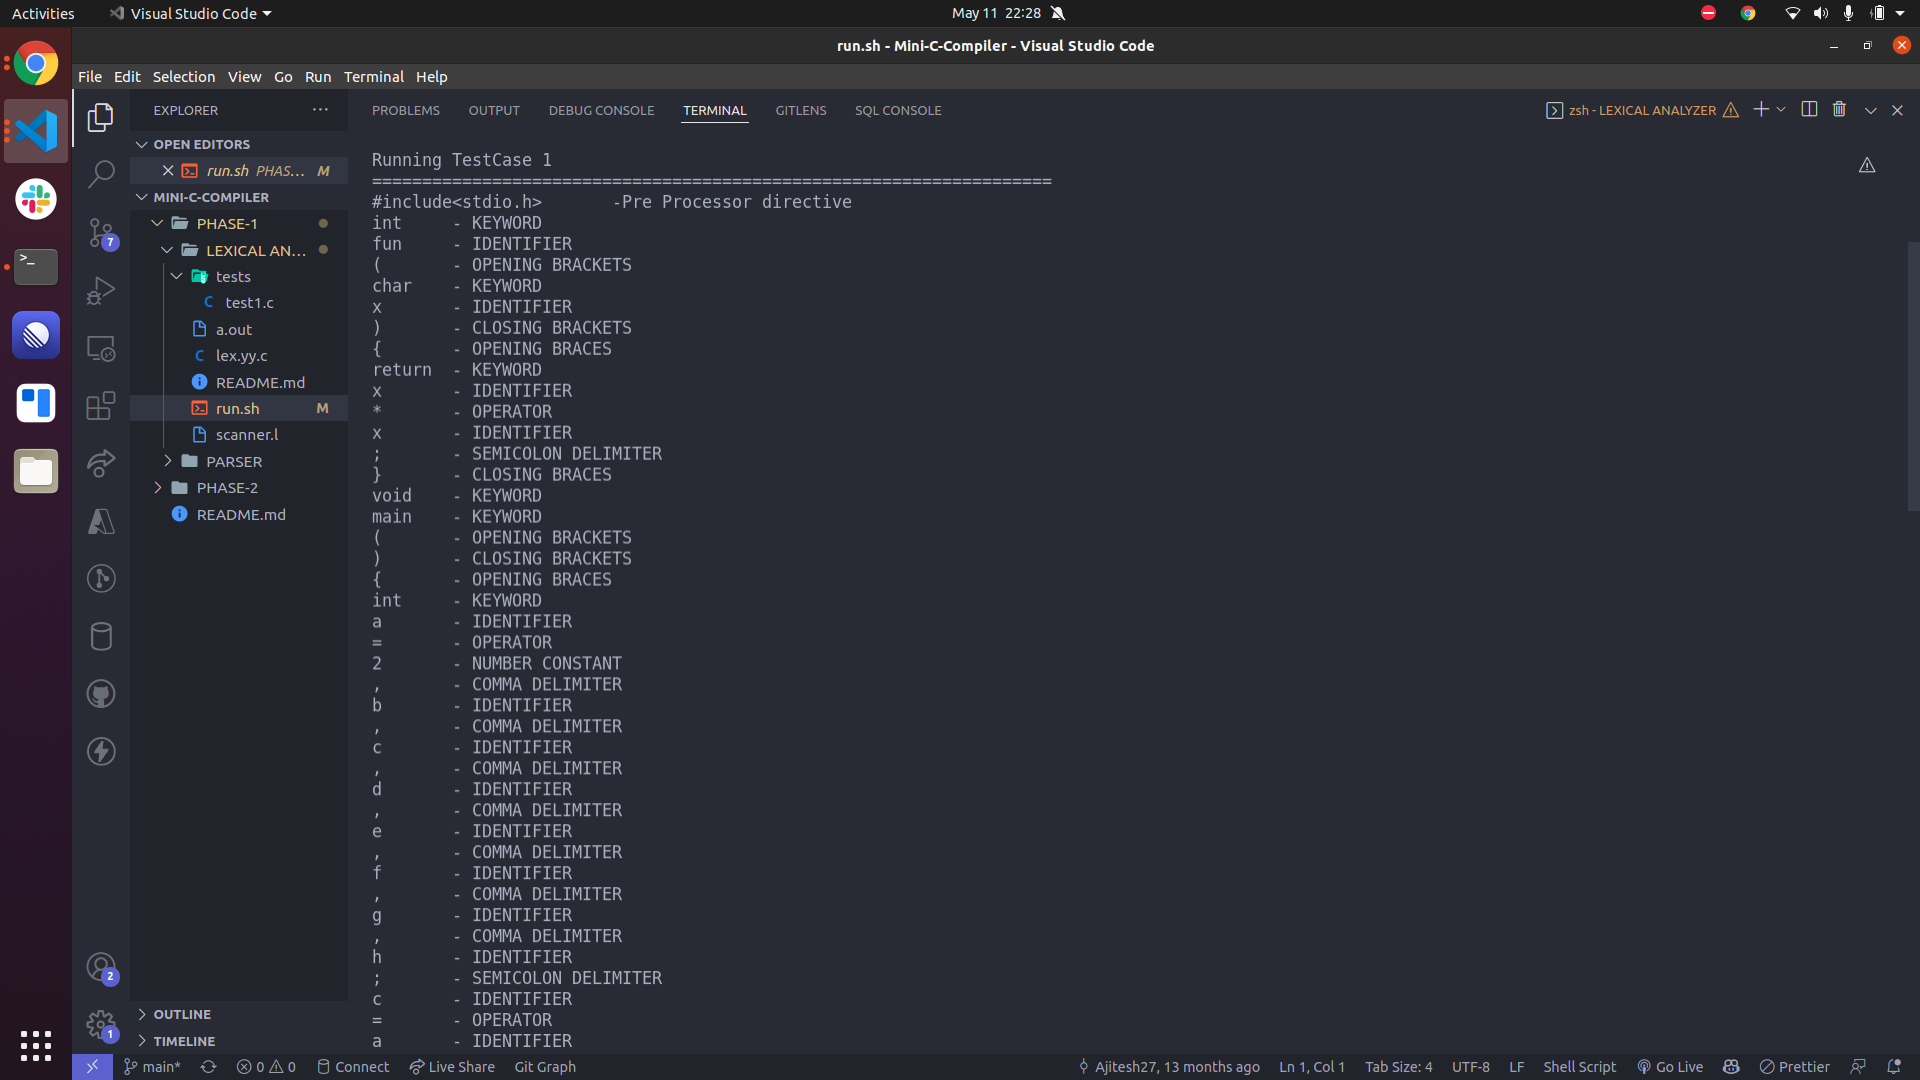 Activities
Visual Studio Code
May 11 22:28
run.sh - Mini-C-Compiler - Visual Studio Code
File Edit Selection View Go Run Terminal Help
EXPLORER
OPEN EDITORS
run.sh PHAS... M
MINI-C-COMPILER
PHASE-1
LEXICAL AN...
tests
test1.c
a.out
lex.yy.c
README.md
run.sh M
scanner.l
PARSER
PHASE-2
README.md
OUTLINE
TIMELINE
7
2
1
PROBLEMS OUTPUT DEBUG CONSOLE TERMINAL GITLENS SQL CONSOLE
zsh - LEXICAL ANALYZER
Running TestCase 1
====================================================================
#include<stdio.h> -Pre Processor directive
int - KEYWORD
fun - IDENTIFIER
( - OPENING BRACKETS
char - KEYWORD
x - IDENTIFIER
) - CLOSING BRACKETS
{ - OPENING BRACES
return - KEYWORD
x - IDENTIFIER
* - OPERATOR
x - IDENTIFIER
; - SEMICOLON DELIMITER
} - CLOSING BRACES
void - KEYWORD
main - KEYWORD
( - OPENING BRACKETS
) - CLOSING BRACKETS
{ - OPENING BRACES
int - KEYWORD
a - IDENTIFIER
= - OPERATOR
2 - NUMBER CONSTANT
, - COMMA DELIMITER
b - IDENTIFIER
, - COMMA DELIMITER
c - IDENTIFIER
, - COMMA DELIMITER
d - IDENTIFIER
, - COMMA DELIMITER
e - IDENTIFIER
, - COMMA DELIMITER
f - IDENTIFIER
, - COMMA DELIMITER
g - IDENTIFIER
, - COMMA DELIMITER
h - IDENTIFIER
; - SEMICOLON DELIMITER
c - IDENTIFIER
= - OPERATOR
a - IDENTIFIER
main* 0 0 Connect Live Share Git Graph Ajitesh27, 13 months ago Ln 1, Col 1 Tab Size: 4 UTF-8 LF Shell Script Go Live Prettier